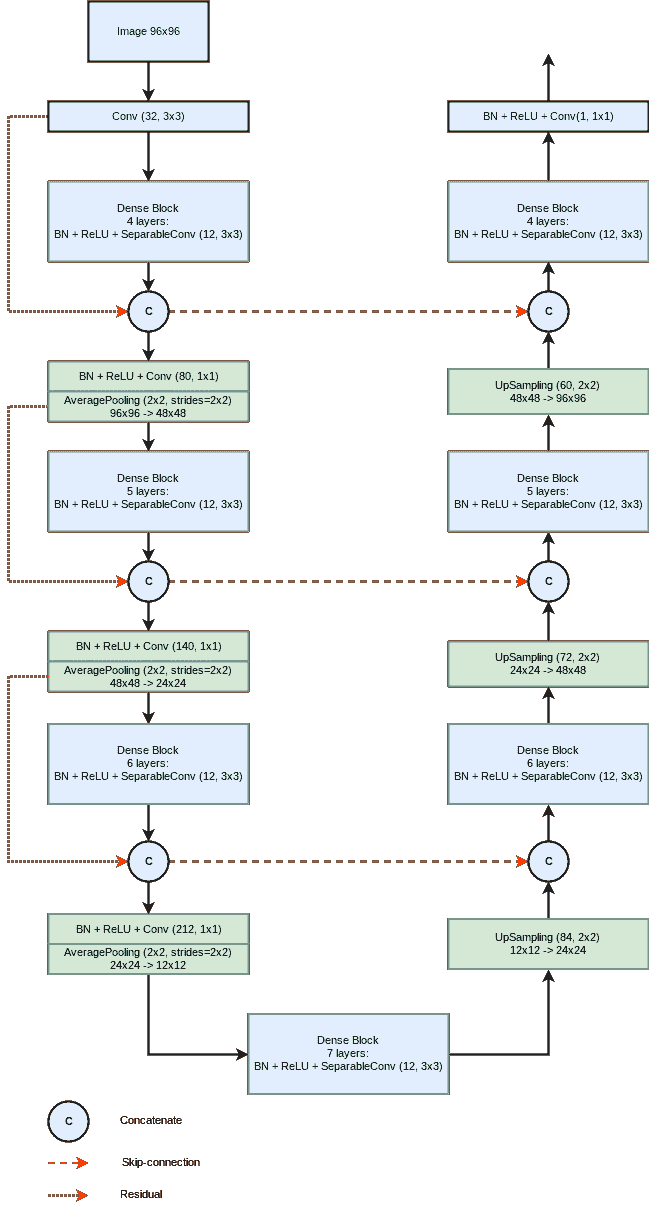 Image 96x96
Conv (32, 3x3)
Dense Block
4 layers:
BN + ReLU + SeparableConv (12, 3x3)
C
BN + ReLU + Conv (80, 1x1)
AveragePooling (2x2, strides=2x2)
96x96 -> 48x48
Dense Block
5 layers:
BN + ReLU + SeparableConv (12, 3x3)
C
BN + ReLU + Conv (140, 1x1)
AveragePooling (2x2, strides=2x2)
48x48 -> 24x24
Dense Block
6 layers:
BN + ReLU + SeparableConv (12, 3x3)
C
BN + ReLU + Conv (212, 1x1)
AveragePooling (2x2, strides=2x2)
24x24 -> 12x12
Dense Block
7 layers:
BN + ReLU + SeparableConv (12, 3x3)
UpSampling (84, 2x2)
12x12 -> 24x24
C
Dense Block
6 layers:
BN + ReLU + SeparableConv (12, 3x3)
UpSampling (72, 2x2)
24x24 -> 48x48
C
Dense Block
5 layers:
BN + ReLU + SeparableConv (12, 3x3)
UpSampling (60, 2x2)
48x48 -> 96x96
C
Dense Block
4 layers:
BN + ReLU + SeparableConv (12, 3x3)
BN + ReLU + Conv(1, 1x1)
C
Concatenate
Skip-connection
Residual